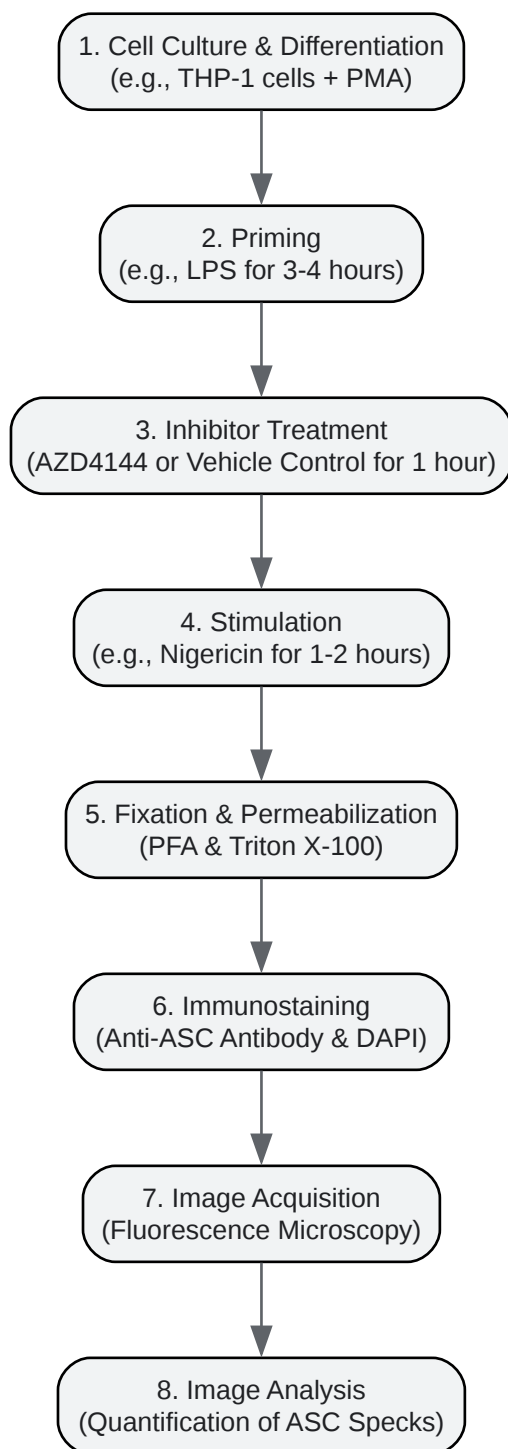 1. Cell Culture & Differentiation
(e.g., THP-1 cells + PMA)
2. Priming
(e.g., LPS for 3-4 hours)
3. Inhibitor Treatment
(AZD4144 or Vehicle Control for 1 hour)
4. Stimulation
(e.g., Nigericin for 1-2 hours)
5. Fixation & Permeabilization
(PFA & Triton X-100)
6. Immunostaining
(Anti-ASC Antibody & DAPI)
7. Image Acquisition
(Fluorescence Microscopy)
8. Image Analysis
(Quantification of ASC Specks)